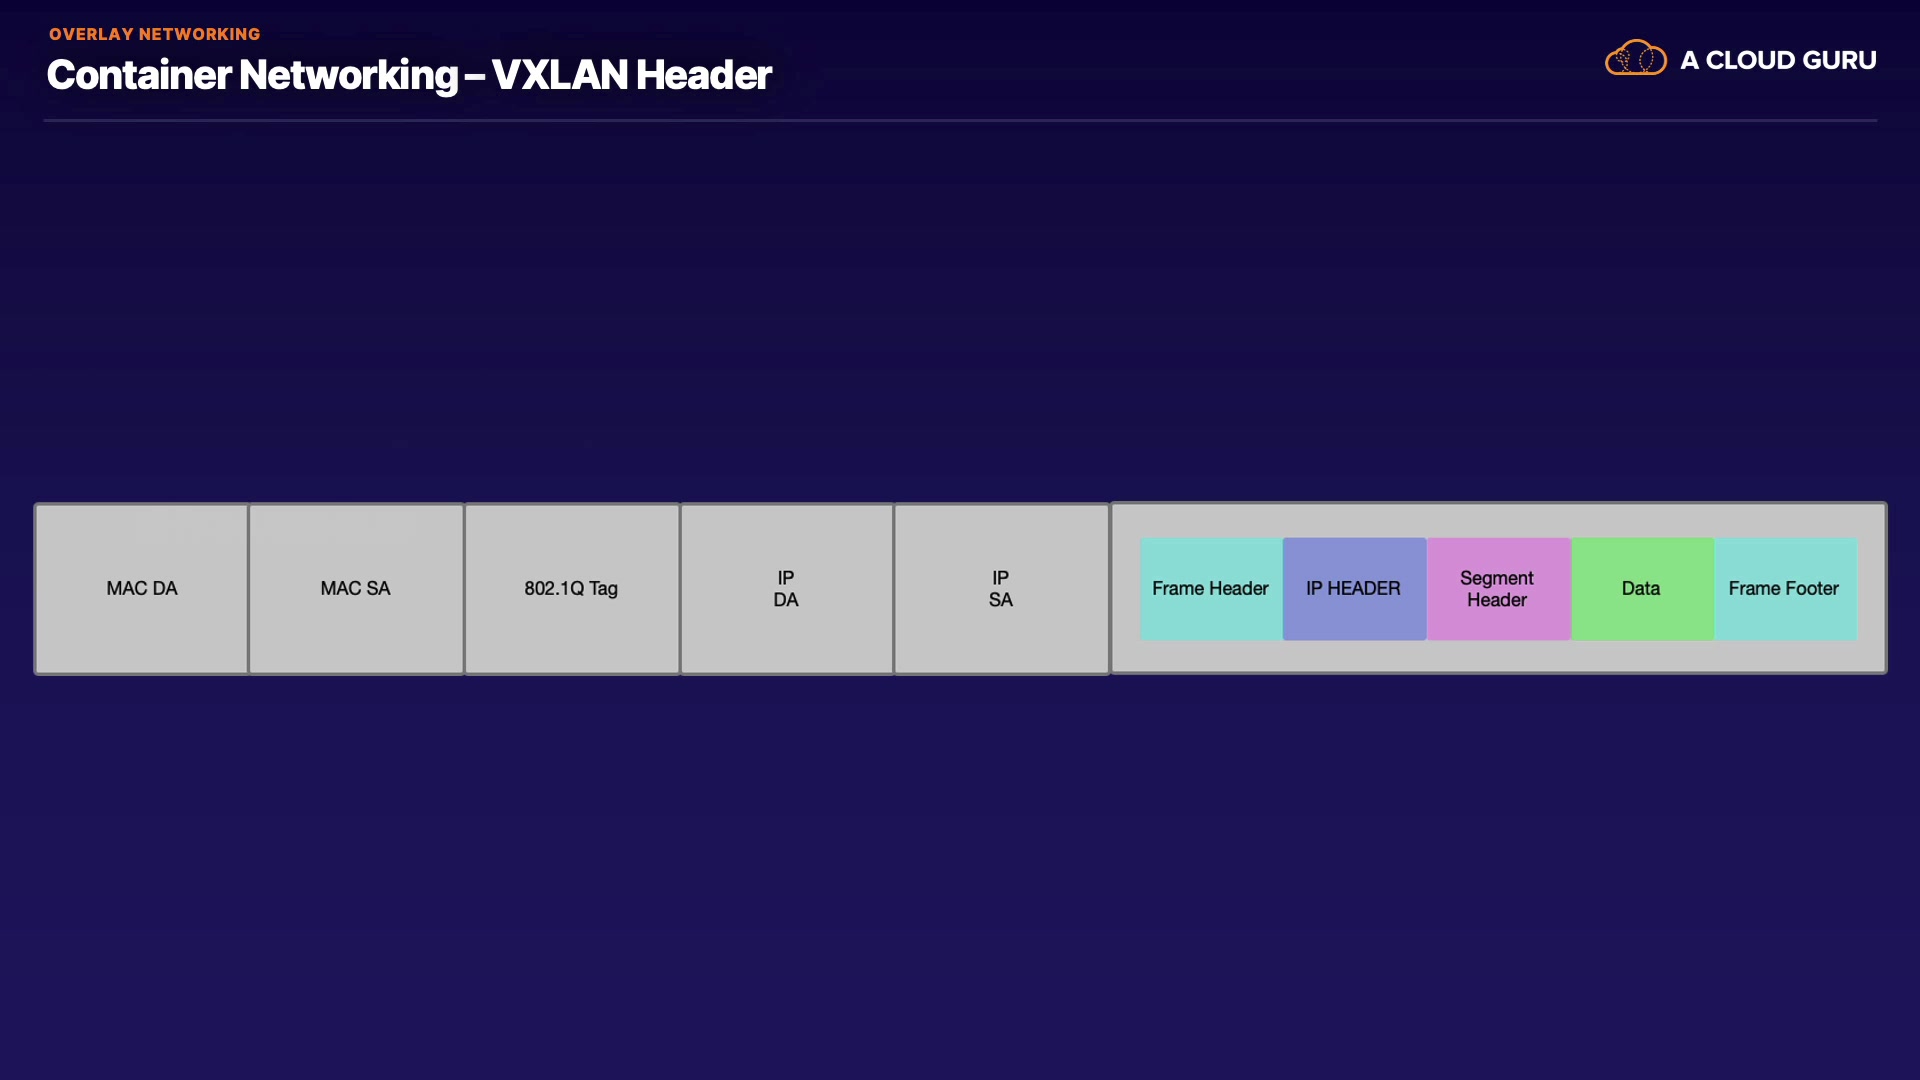 OVERLAY NETWORKING
Container Networking – VXLAN Header
A CLOUD GURU
MAC DA
MAC SA
802.1Q Tag
IP
DA
IP
SA
Frame Header
IP HEADER
Segment
Header
Data
Frame Footer